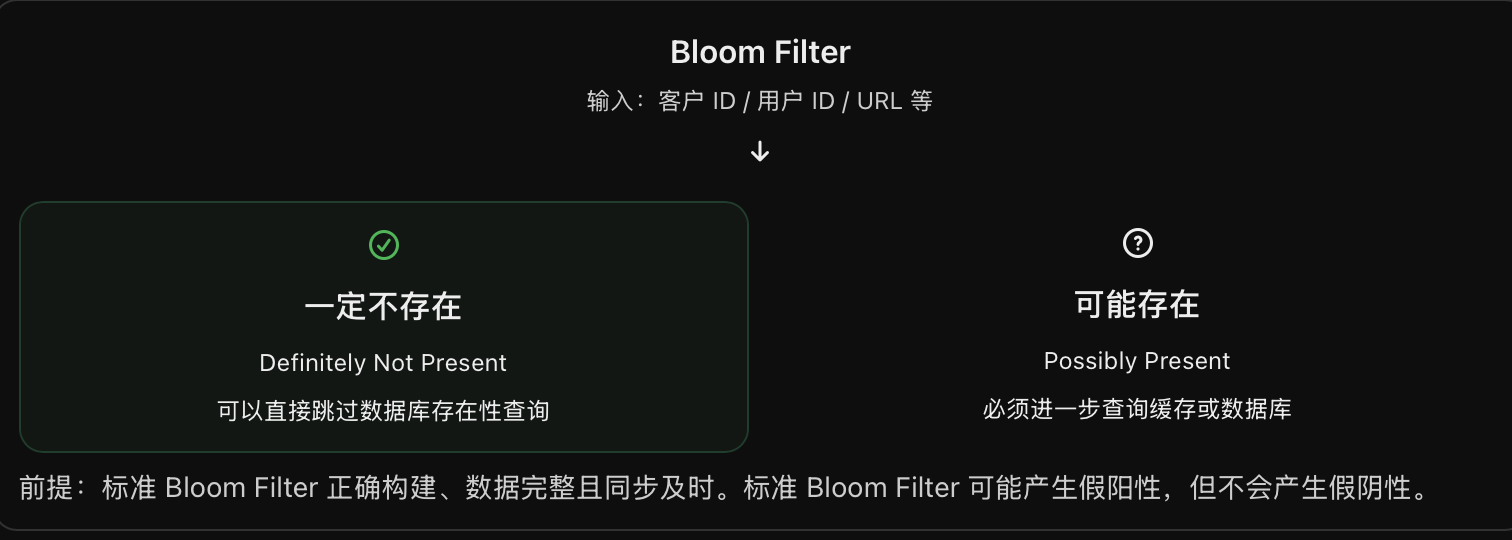 Bloom Filter
输入：客户 ID / 用户 ID / URL 等
一定不存在
Definitely Not Present
可以直接跳过数据库存在性查询
可能存在
Possibly Present
必须进一步查询缓存或数据库
前提：标准 Bloom Filter 正确构建、数据完整且同步及时。标准 Bloom Filter 可能产生假阳性，但不会产生假阴性。